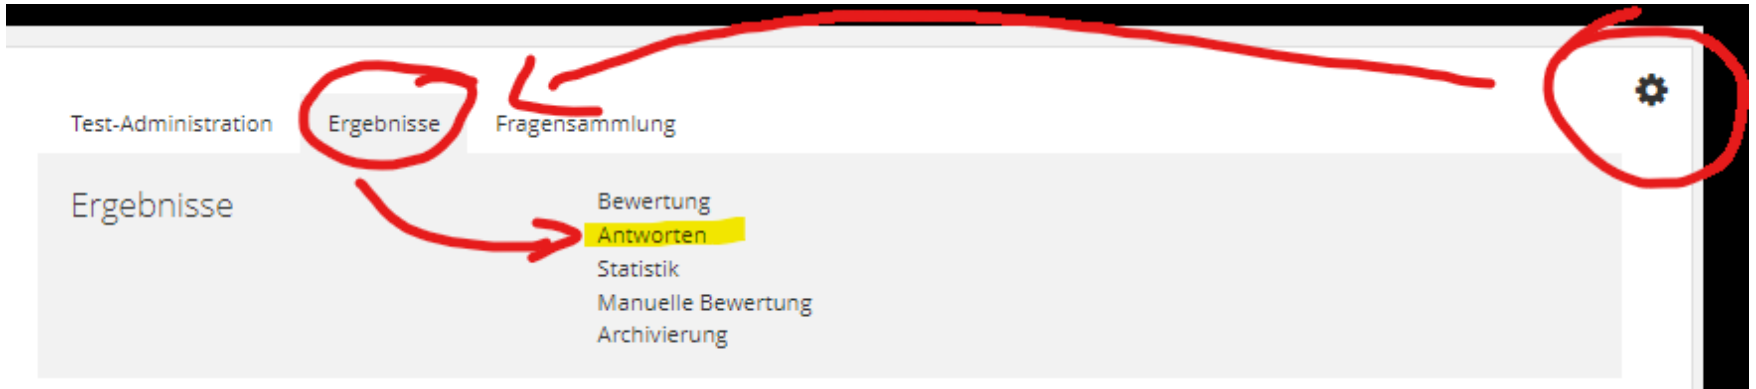 Test-Administration Ergebnisse Fragensammlung
Ergebnisse
Bewertung
Antworten
Statistik
Manuelle Bewertung
Archivierung